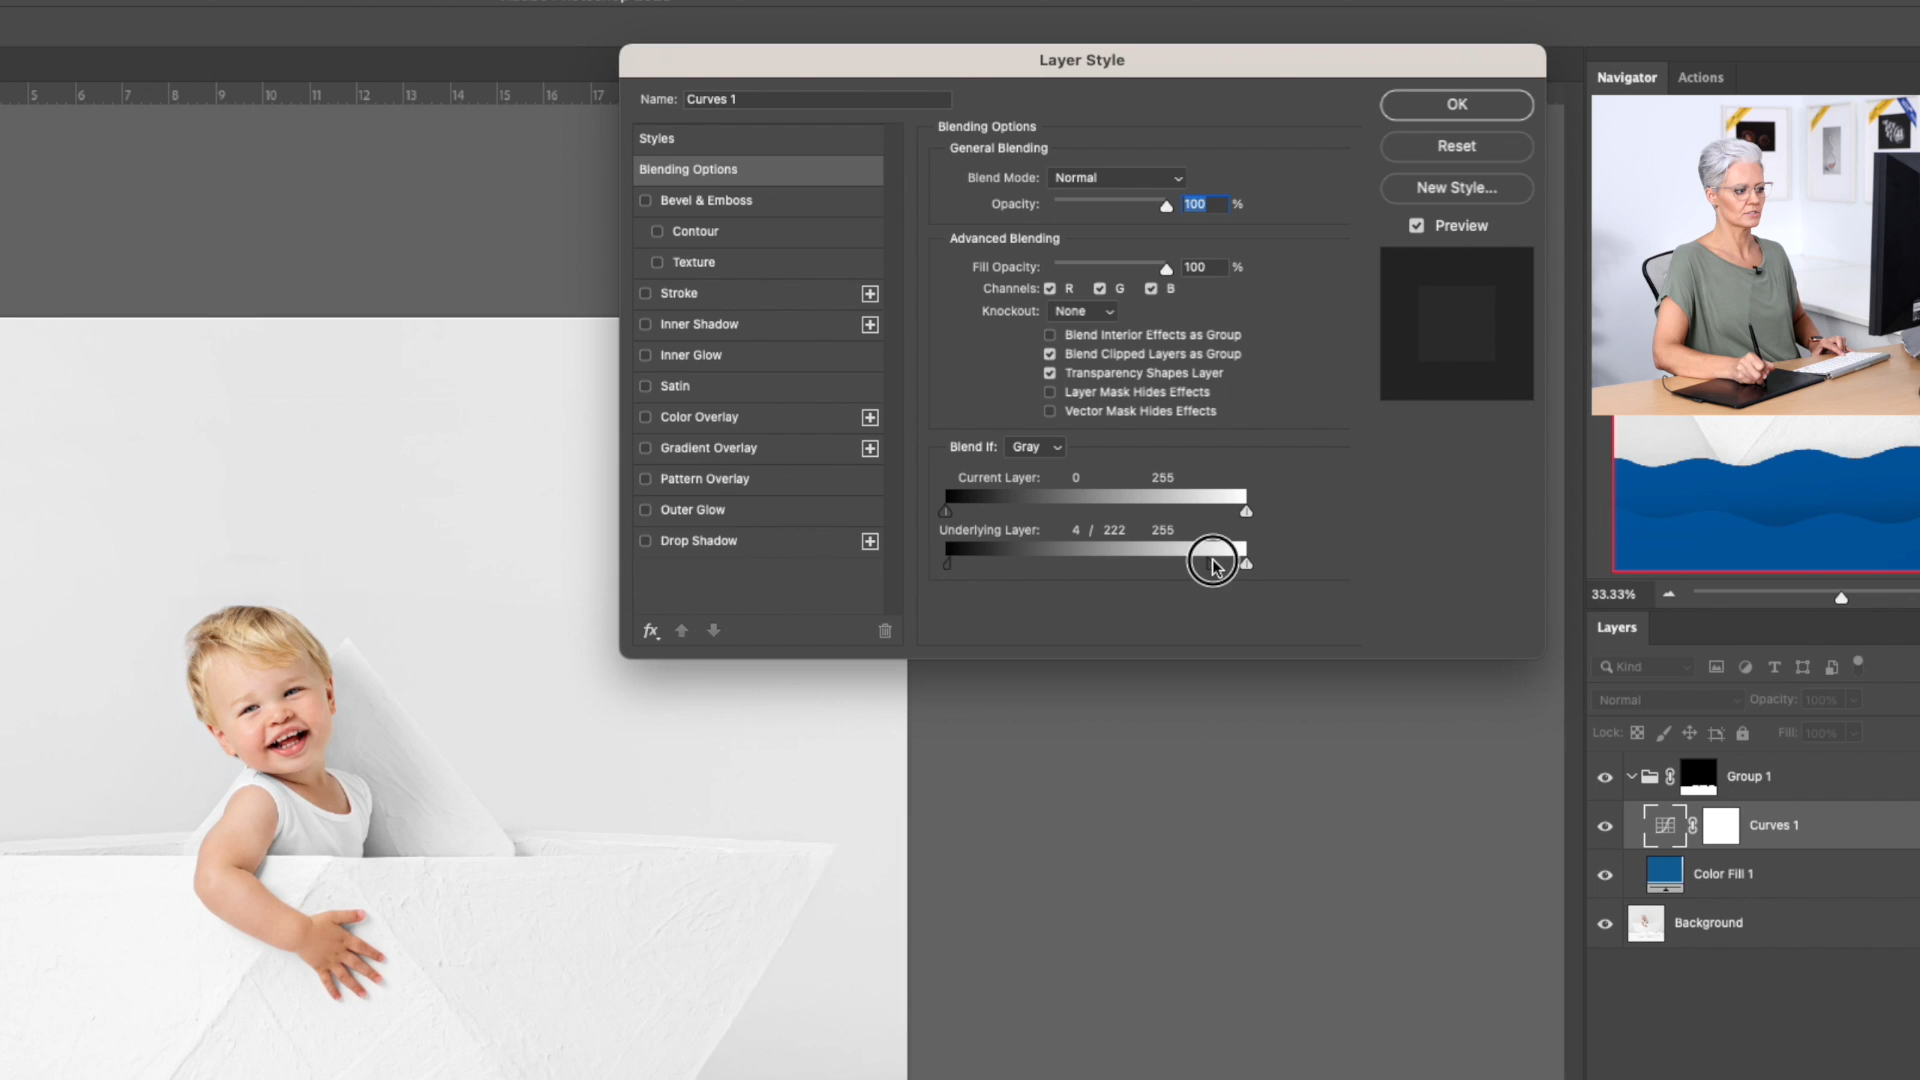 Layer Style
5 6 7 8 9 10 11 12 13 14 15 16 17
Name: Curves 1
Styles
Blending Options
Bevel & Emboss
Contour
Texture
Stroke
Inner Shadow
Inner Glow
Satin
Color Overlay
Gradient Overlay
Pattern Overlay
Outer Glow
Drop Shadow
fx
Blending Options
General Blending
Blend Mode: Normal
Opacity: 100 %
Advanced Blending
Fill Opacity: 100 %
Channels: R G B
Knockout: None
Blend Interior Effects as Group
Blend Clipped Layers as Group
Transparency Shapes Layer
Layer Mask Hides Effects
Vector Mask Hides Effects
Blend If: Gray
Current Layer: 0 255
Underlying Layer: 4 / 222 255
OK
Reset
New Style...
Preview
Navigator Actions
33.33%
Layers
Kind
Normal Opacity: 100%
Lock: Fill: 100%
Group 1
Curves 1
Color Fill 1
Background